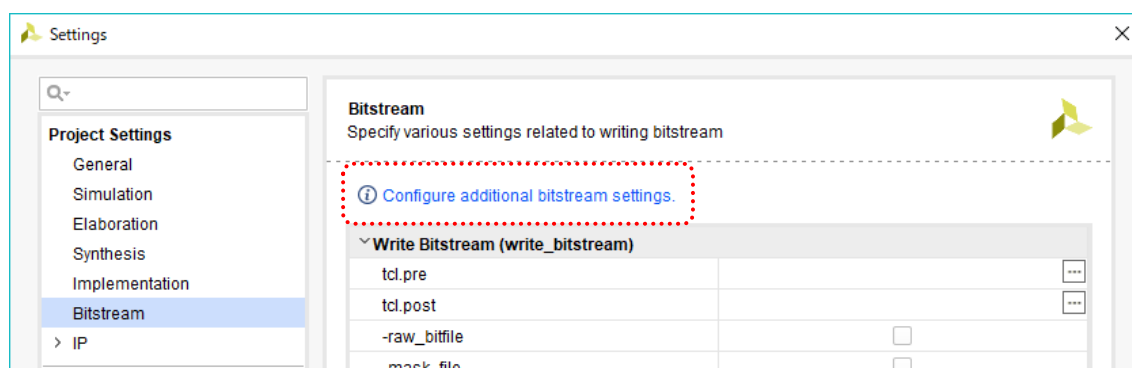 Settings
Project Settings
General
Simulation
Elaboration
Synthesis
Implementation
Bitstream
IP
Bitstream
Specify various settings related to writing bitstream
Configure additional bitstream settings.
Write Bitstream (write_bitstream)
tcl.pre
tcl.post
-raw_bitfile
-mask_file